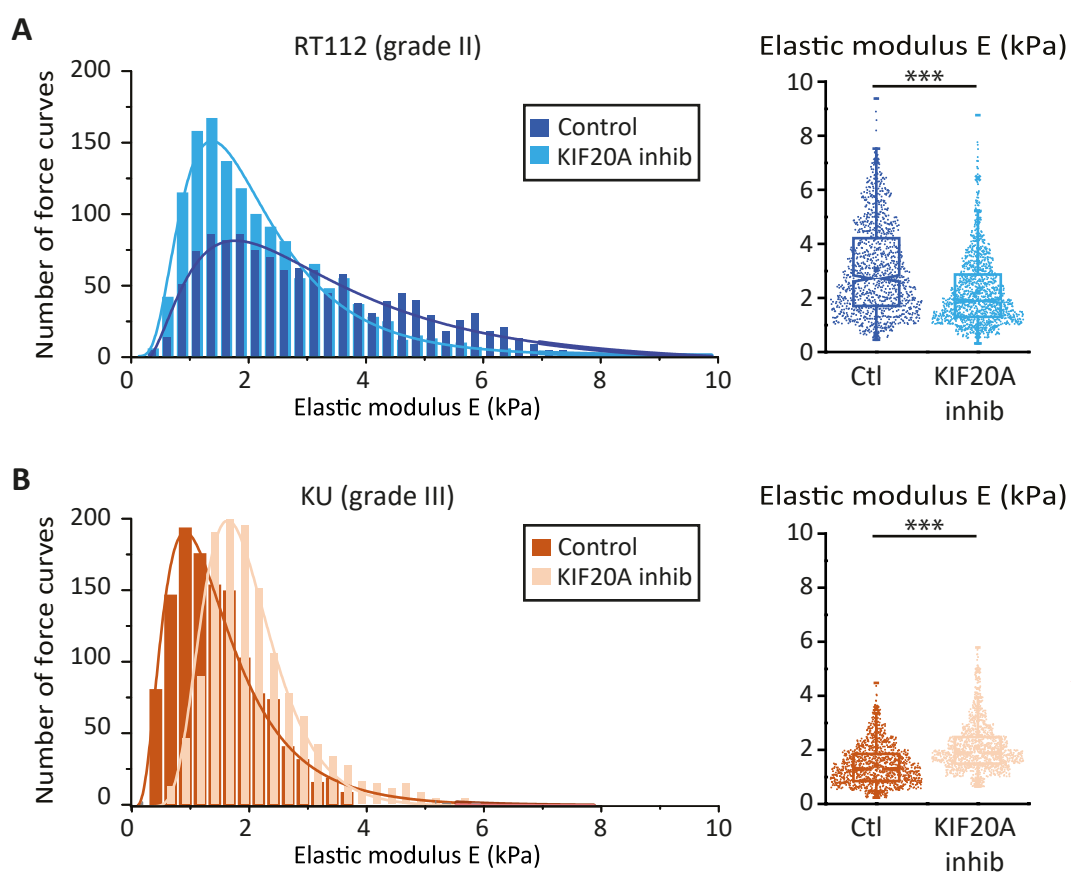 A
RT112 (grade II)
Number of force curves
200
150
100
50
0
0 2 4 6 8 10
Elastic modulus E (kPa)
Control
KIF20A inhib
Elastic modulus E (kPa)
***
10
8
6
4
2
0
Ctl KIF20A
inhib
B
KU (grade III)
Number of force curves
200
150
100
50
0
0 2 4 6 8 10
Elastic modulus E (kPa)
Control
KIF20A inhib
Elastic modulus E (kPa)
***
10
8
6
4
2
0
Ctl KIF20A
inhib